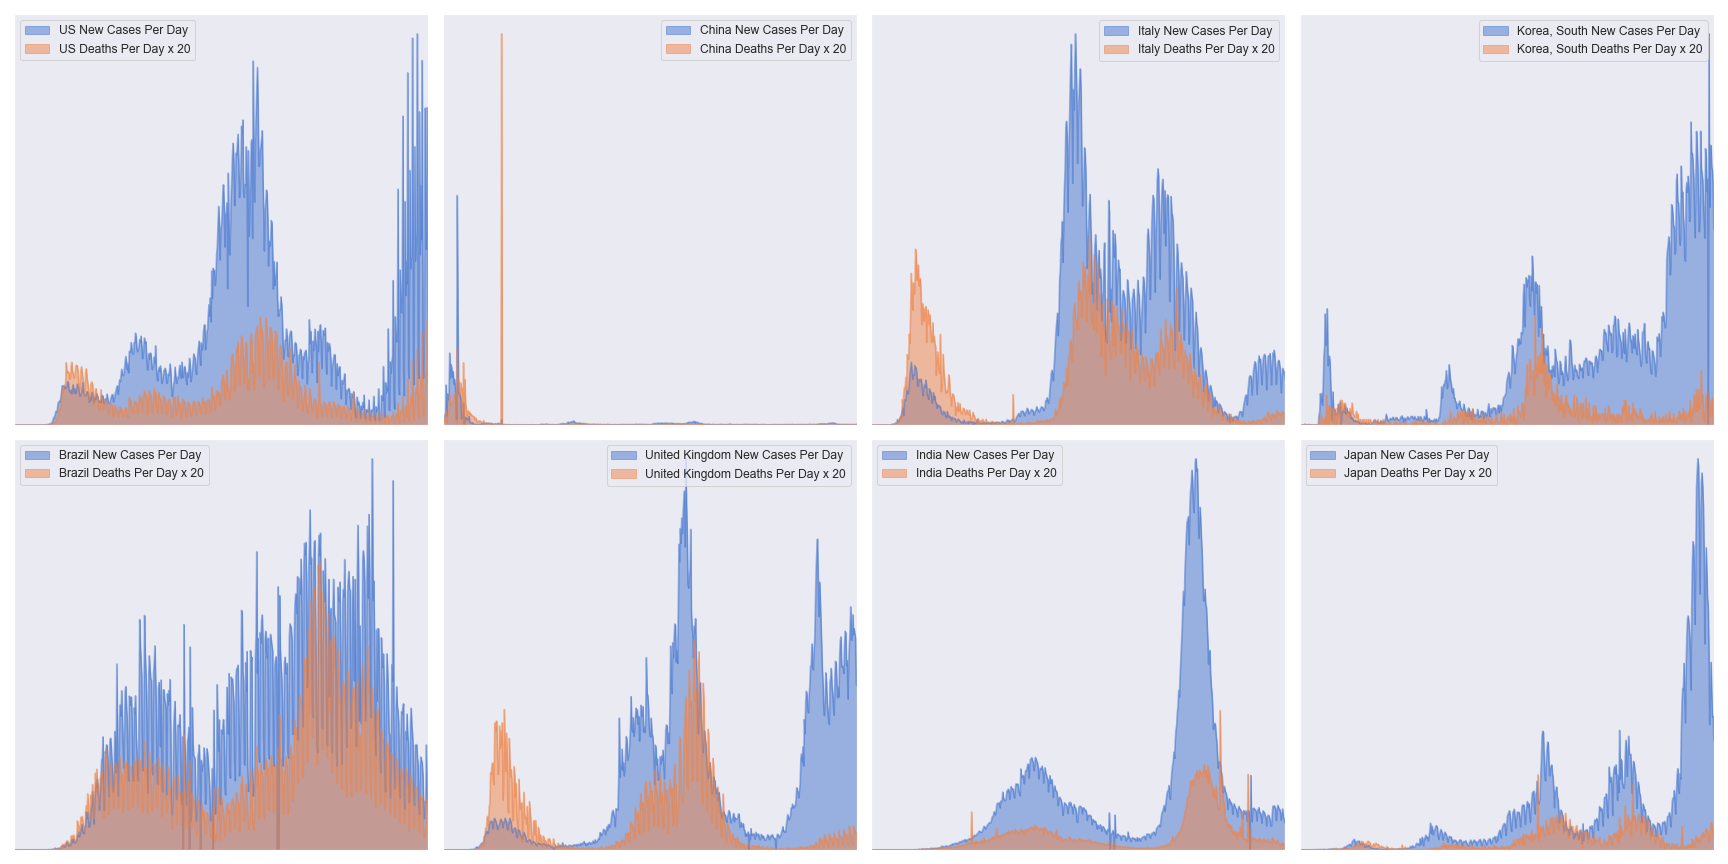 US New Cases Per Day
US Deaths Per Day x 20
China New Cases Per Day
China Deaths Per Day x 20
Italy New Cases Per Day
Italy Deaths Per Day x 20
Korea, South New Cases Per Day
Korea, South Deaths Per Day x 20
Brazil New Cases Per Day
Brazil Deaths Per Day x 20
United Kingdom New Cases Per Day
United Kingdom Deaths Per Day x 20
India New Cases Per Day
India Deaths Per Day x 20
Japan New Cases Per Day
Japan Deaths Per Day x 20